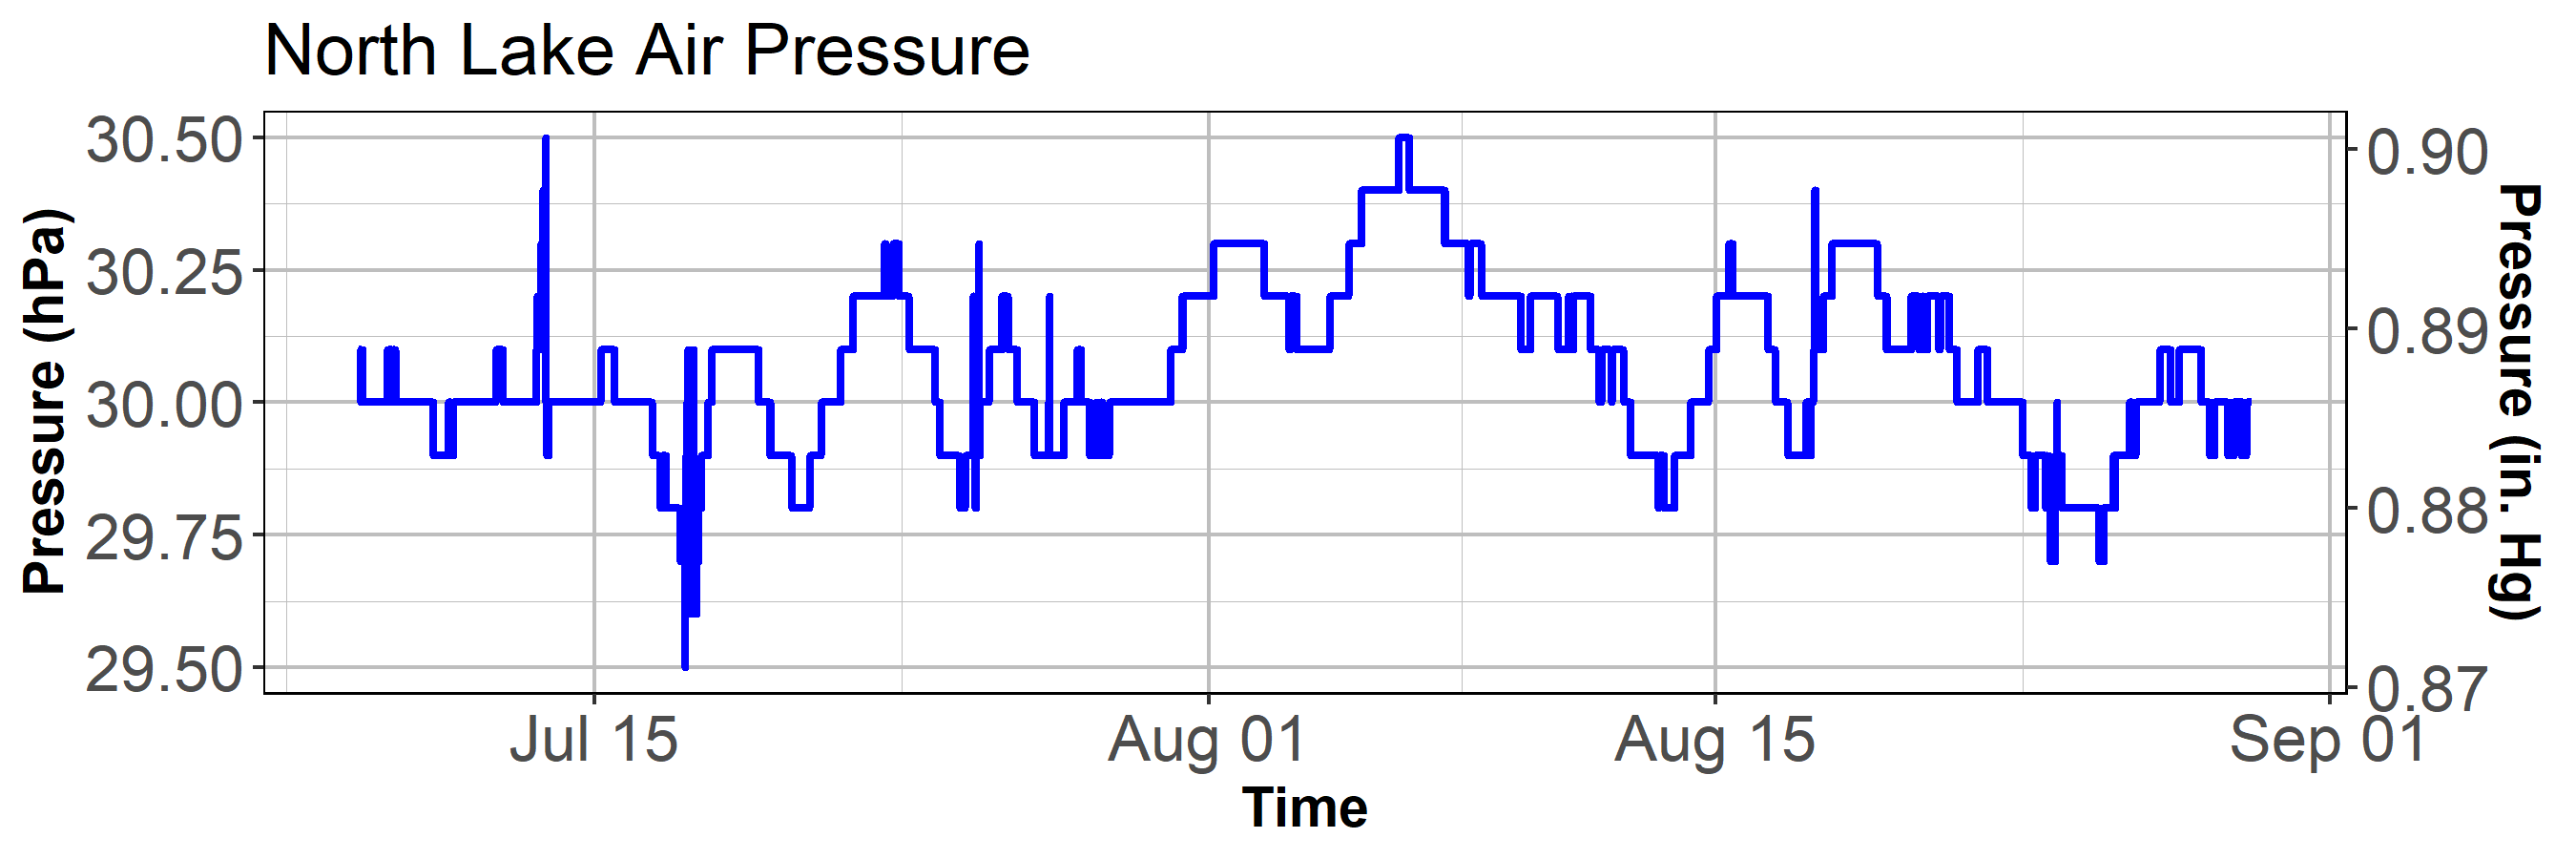 North Lake Air Pressure
30.50
30.25
30.00
29.75
29.50
Pressure (hPa)
0.90
0.89
0.88
0.87
Pressure (in. Hg)
Jul 15
Aug 01
Aug 15
Sep 01
Time